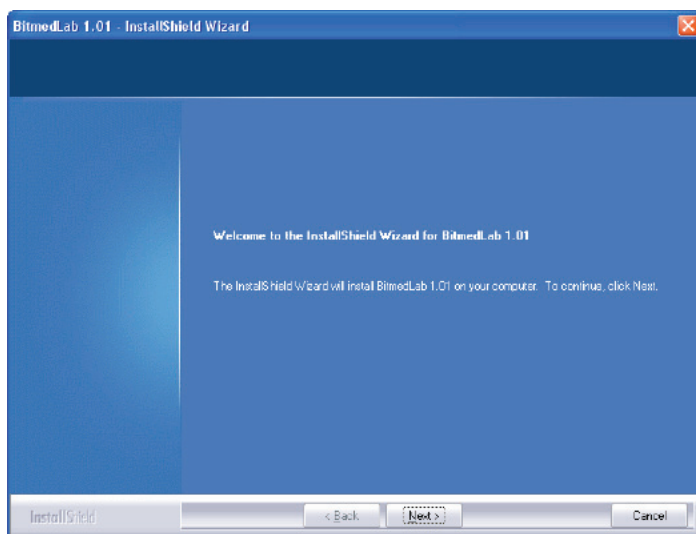 BitmedLab 1.01 - InstallShield Wizard
Welcome to the InstallShield Wizard for BitmedLab 1.01
The InstallShield Wizard will install BitmedLab 1.01 on your computer. To continue, click Next.
InstallShield
< Back
Next >
Cancel